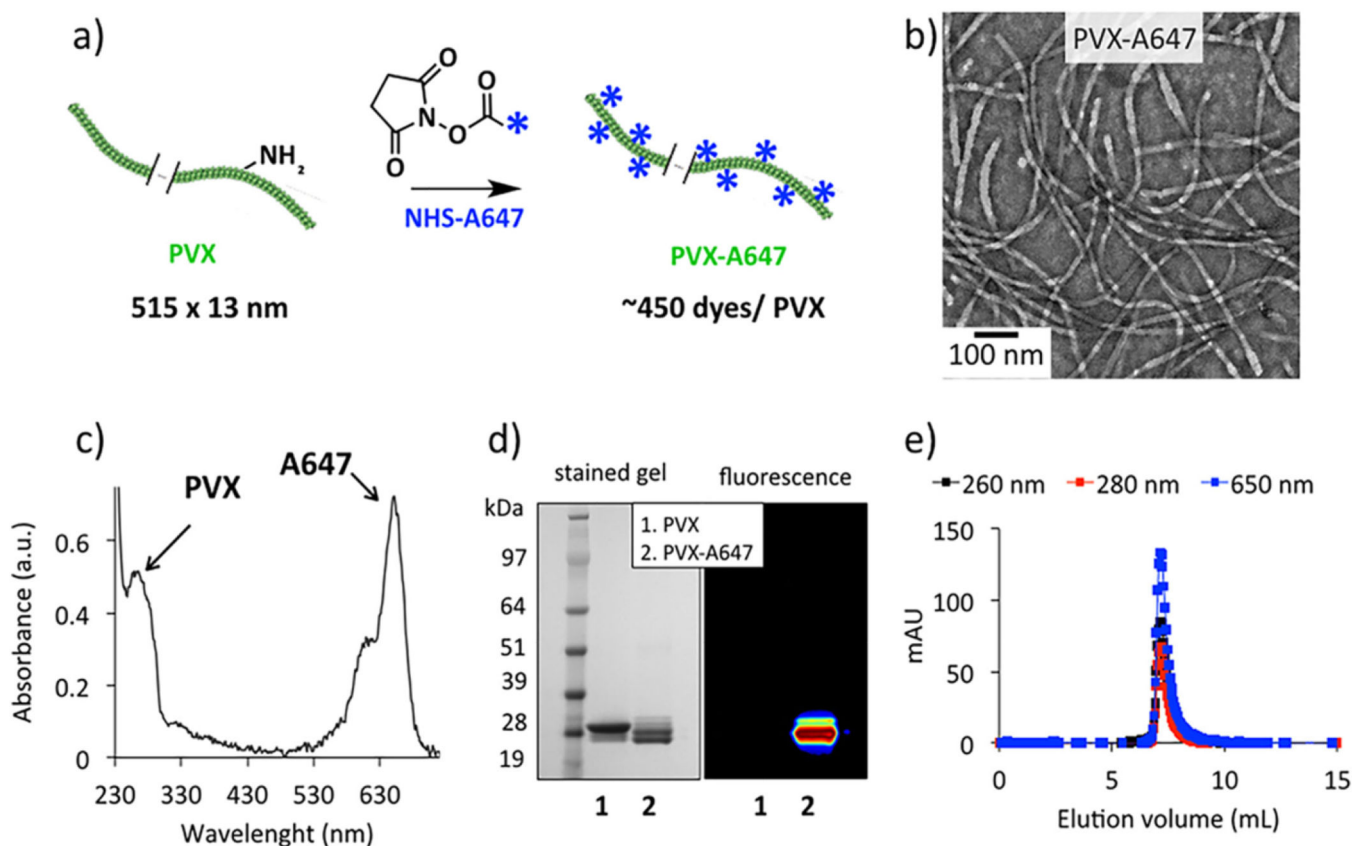 a)
O
N
O
O
O
*
NH2
NHS-A647
PVX
PVX-A647
515 x 13 nm
~450 dyes/ PVX
b)
PVX-A647
100 nm
c)
PVX
A647
Absorbance (a.u.)
0.6
0.4
0.2
0
230 330 430 530 630
Wavelenght (nm)
d)
stained gel fluorescence
kDa
97
64
51
39
28
19
1. PVX
2. PVX-A647
1 2 1 2
e)
260 nm 280 nm 650 nm
mAU
150
100
50
0
0 5 10 15
Elution volume (mL)